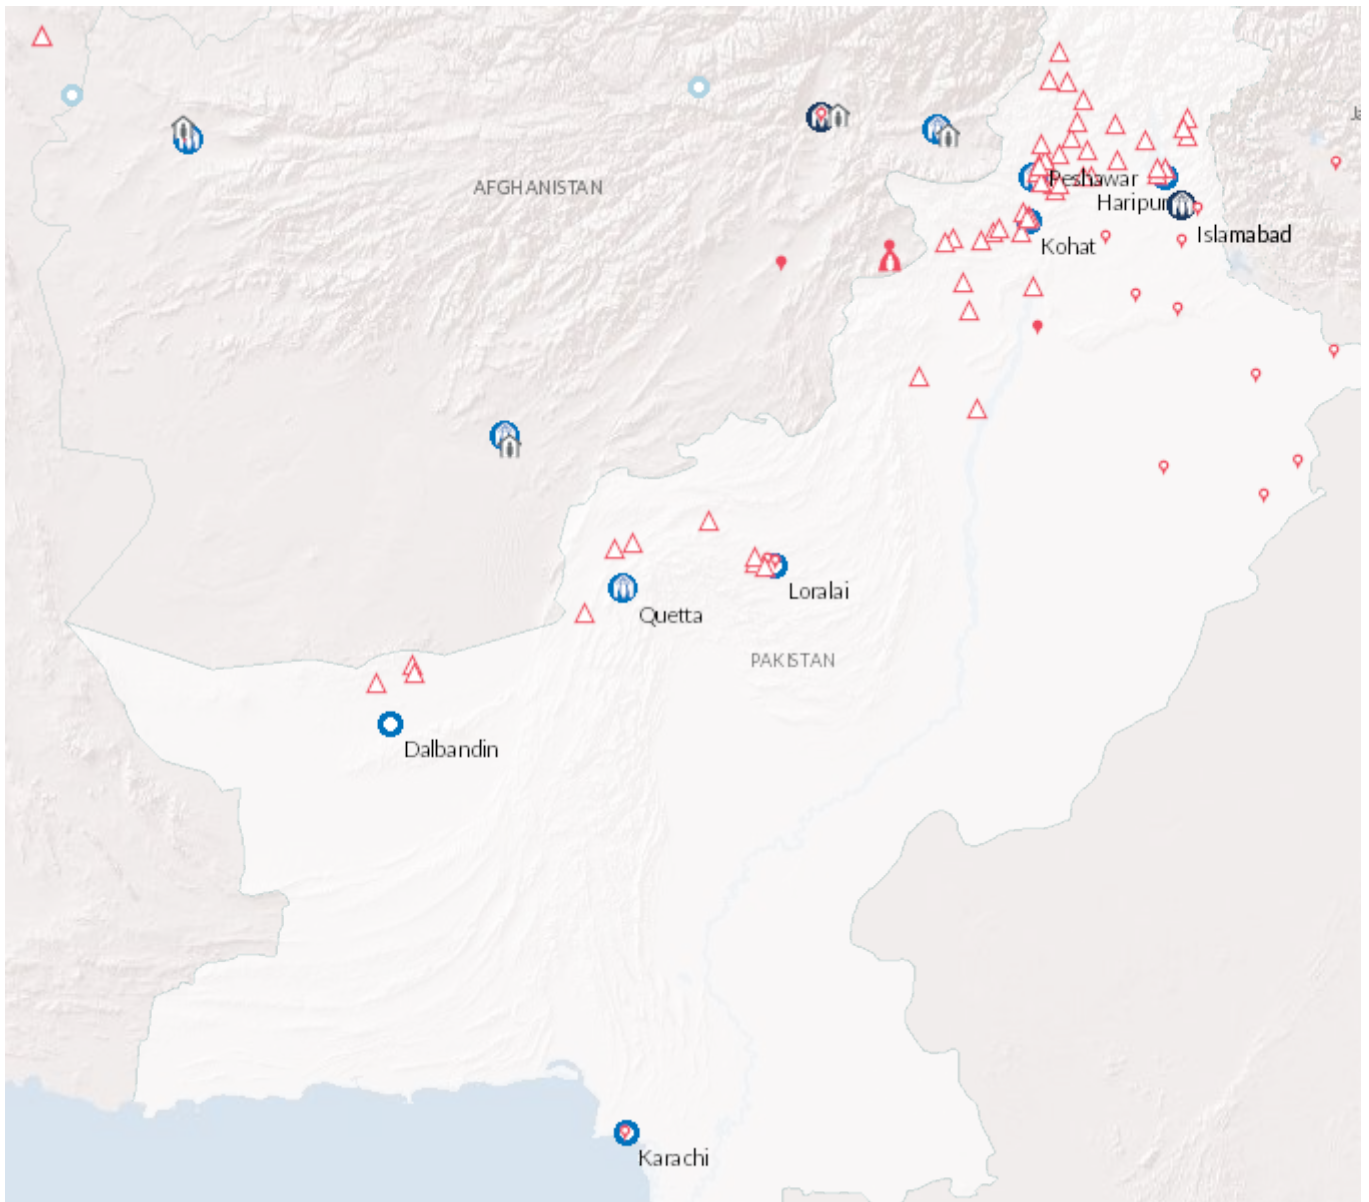 AFGHANISTAN
Peshawar
Haripur
Islamabad
Kohat
Loralai
Quetta
PAKISTAN
Dalbandin
Karachi